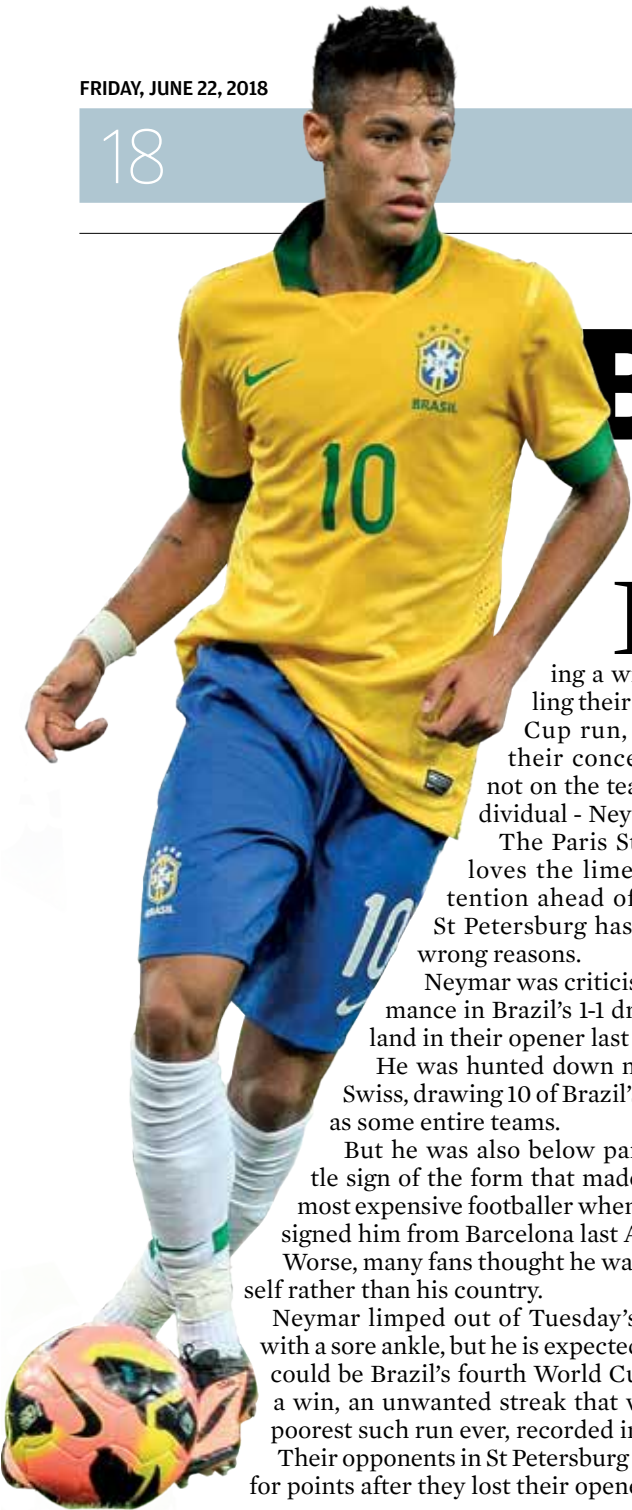 FRIDAY, JUNE 22, 2018
18
BRASIL
10
ing a w
ling their
Cup run,
their conce
not on the tea
dividual - Ney
The Paris St
loves the lime
tention ahead of
St Petersburg has
wrong reasons.
BRASIL
10
Neymar was criticis
mance in Brazil's 1-1 dr
land in their opener last
He was hunted down
Swiss, drawing 10 of Brazil's
as some entire teams.
But he was also below par
tle sign of the form that made
most expensive footballer when
signed him from Barcelona last A
Worse, many fans thought he wa
self rather than his country.
Neymar limped out of Tuesday's
with a sore ankle, but he is expected
could be Brazil's fourth World Cu
a win, an unwanted streak that
poorest such run ever, recorded in
Their opponents in St Petersburg
for points after they lost their opene